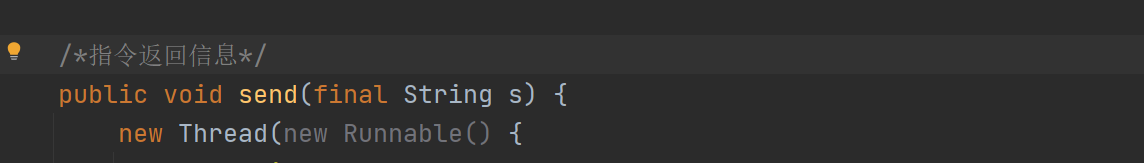 /*指令返回信息*/
public void send(final String s) {
new Thread(new Runnable() {